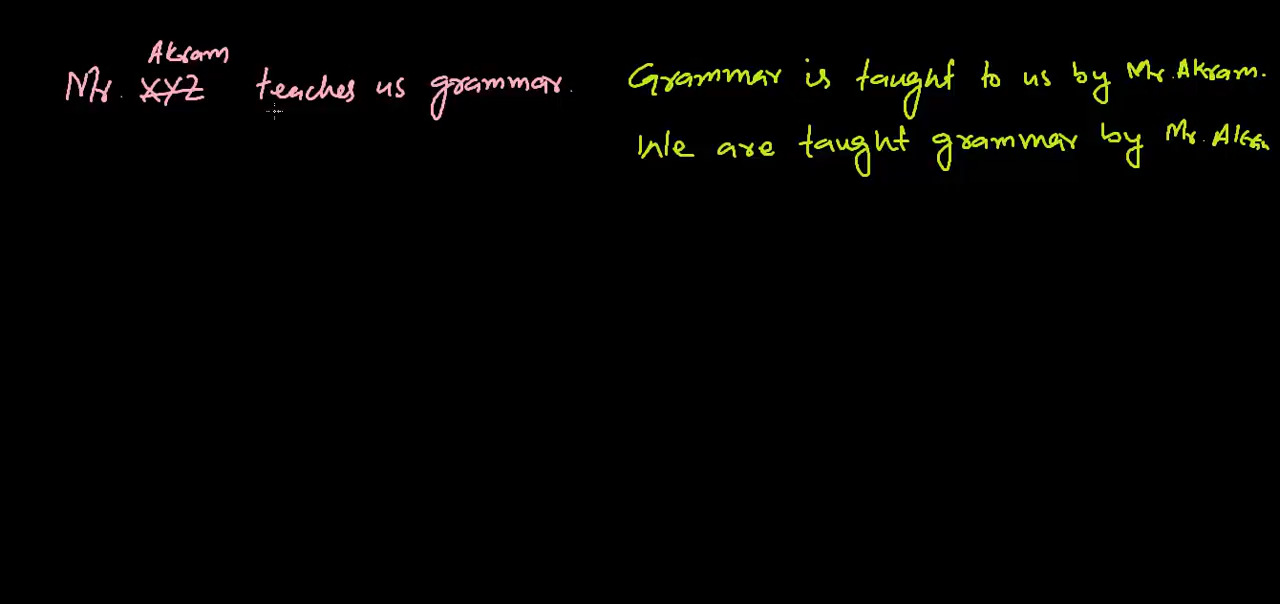 Akram
Mr. XYZ teaches us grammar.
Grammar is taught to us by Mr. Akram.
We are taught grammar by Mr.